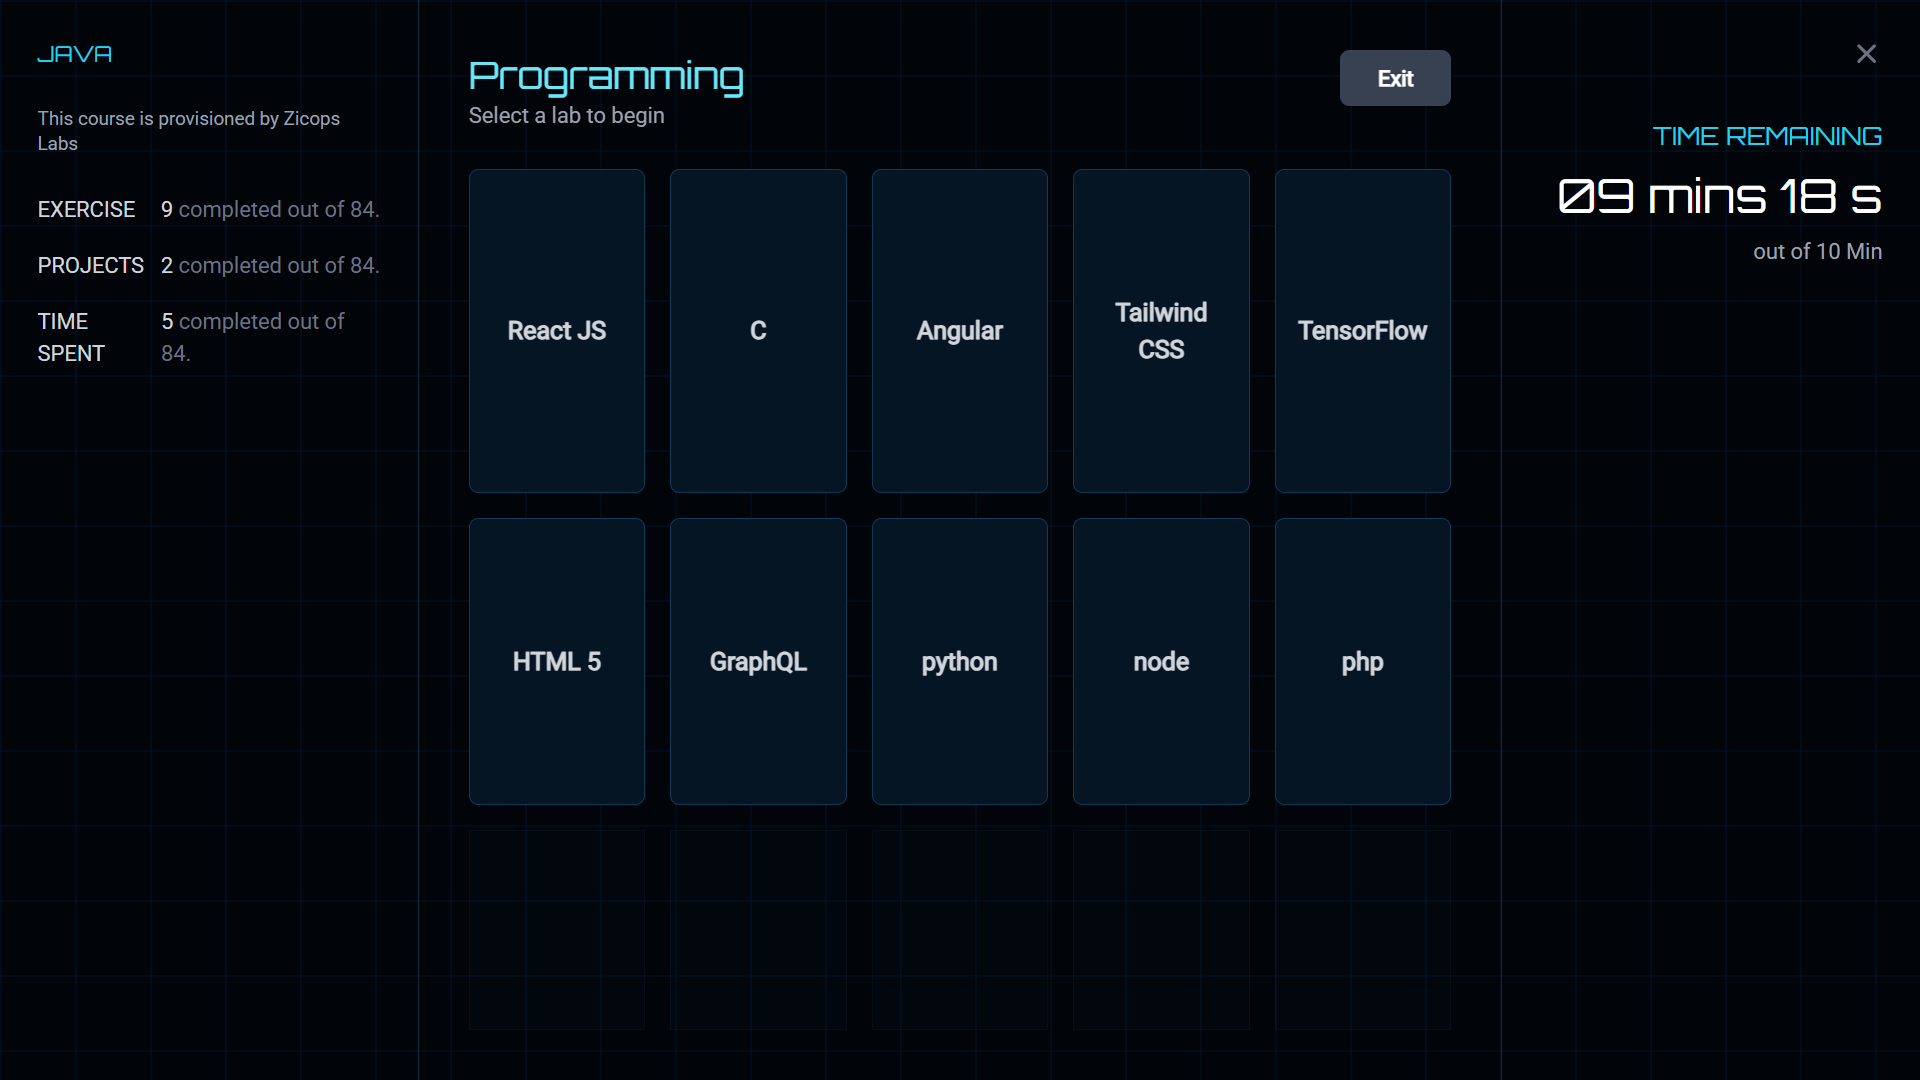 JAVA
This course is provisioned by Zicops
Labs
EXERCISE 9 completed out of 84.
PROJECTS 2 completed out of 84.
TIME SPENT 5 completed out of 84.
Programming
Select a lab to begin
Exit
React JS
C
Angular
Tailwind
CSS
TensorFlow
HTML 5
GraphQL
python
node
php
TIME REMAINING
09 mins 18 s
out of 10 Min